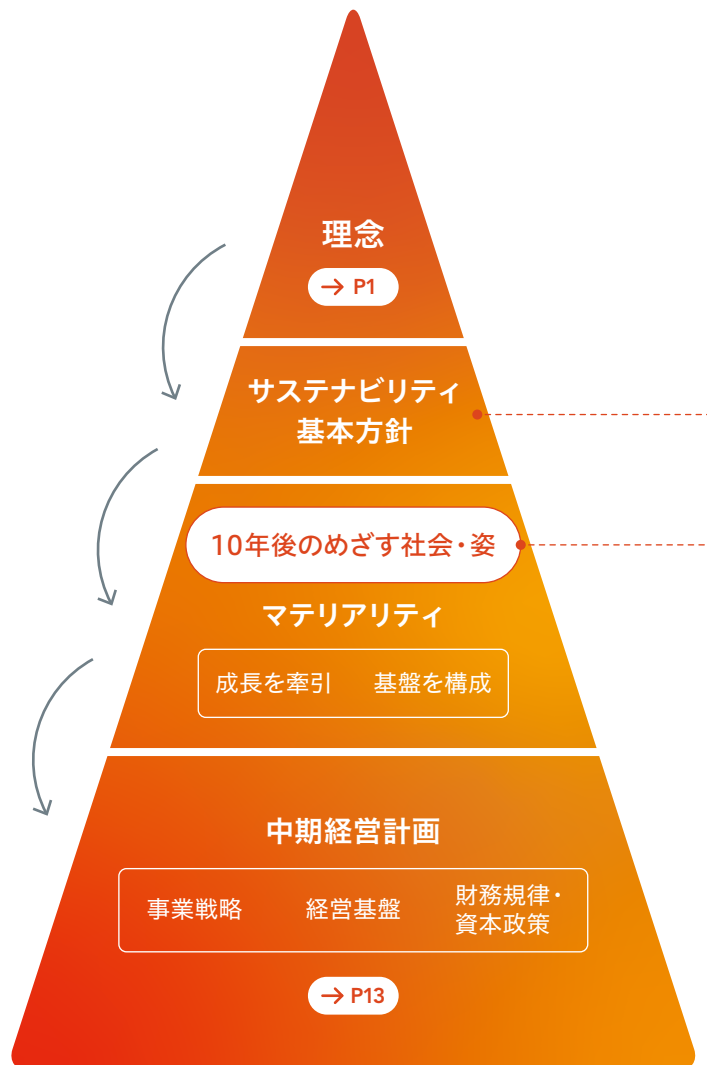 理念
→ P1
サステナビリティ
基本方針
10年後のめざす社会・姿
マテリアリティ
成長を牽引 基盤を構成
中期経営計画
事業戦略 経営基盤 財務規律・
資本政策
→ P13